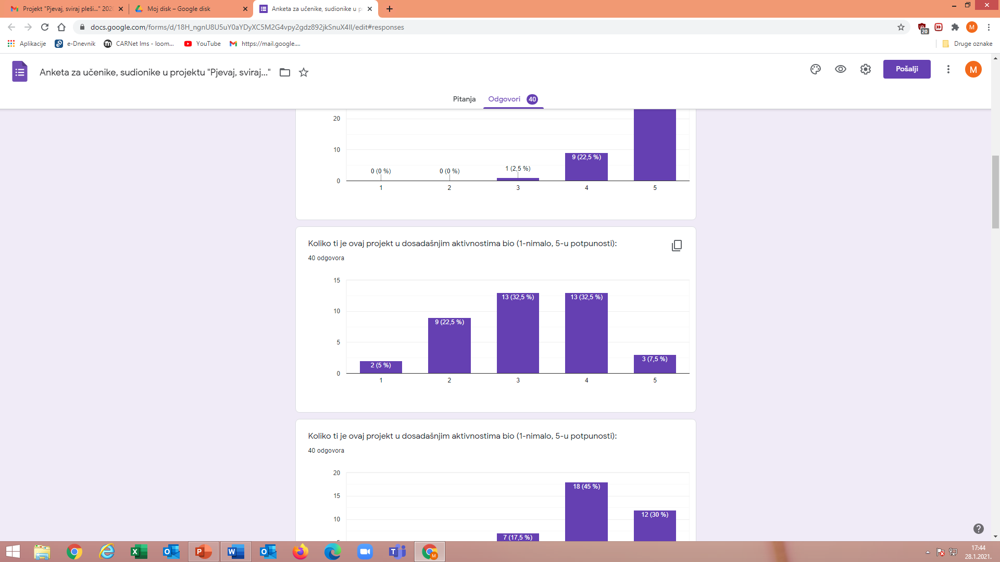 Projekt "Pjevaj, sviraj pleši..." 202
Moj disk – Google disk
Anketa za učenike, sudionike u p
docs.google.com/forms/d/18H_ngnU8U5uY0aYDyXC5M2G4vpy2gdz892jkSnuX4lI/edit#responses
20
M
Aplikacije
e-Dnevnik
CARNet lms - loom...
YouTube
https://mail.google....
Druge oznake
Anketa za učenike, sudionike u projektu "Pjevaj, sviraj..."
Pošalji
M
Pitanja
Odgovori 40
20
10
0
0 (0 %)
0 (0 %)
1 (2,5 %)
9 (22,5 %)
1 2 3 4 5
Koliko ti je ovaj projekt u dosadašnjim aktivnostima bio (1-nimalo, 5-u potpunosti):
40 odgovora
15
10
5
0
2 (5 %)
9 (22,5 %)
13 (32,5 %)
13 (32,5 %)
3 (7,5 %)
1 2 3 4 5
Koliko ti je ovaj projekt u dosadašnjim aktivnostima bio (1-nimalo, 5-u potpunosti):
40 odgovora
20
15
10
7 (17,5 %)
18 (45 %)
12 (30 %)
17:44
28.1.2021.